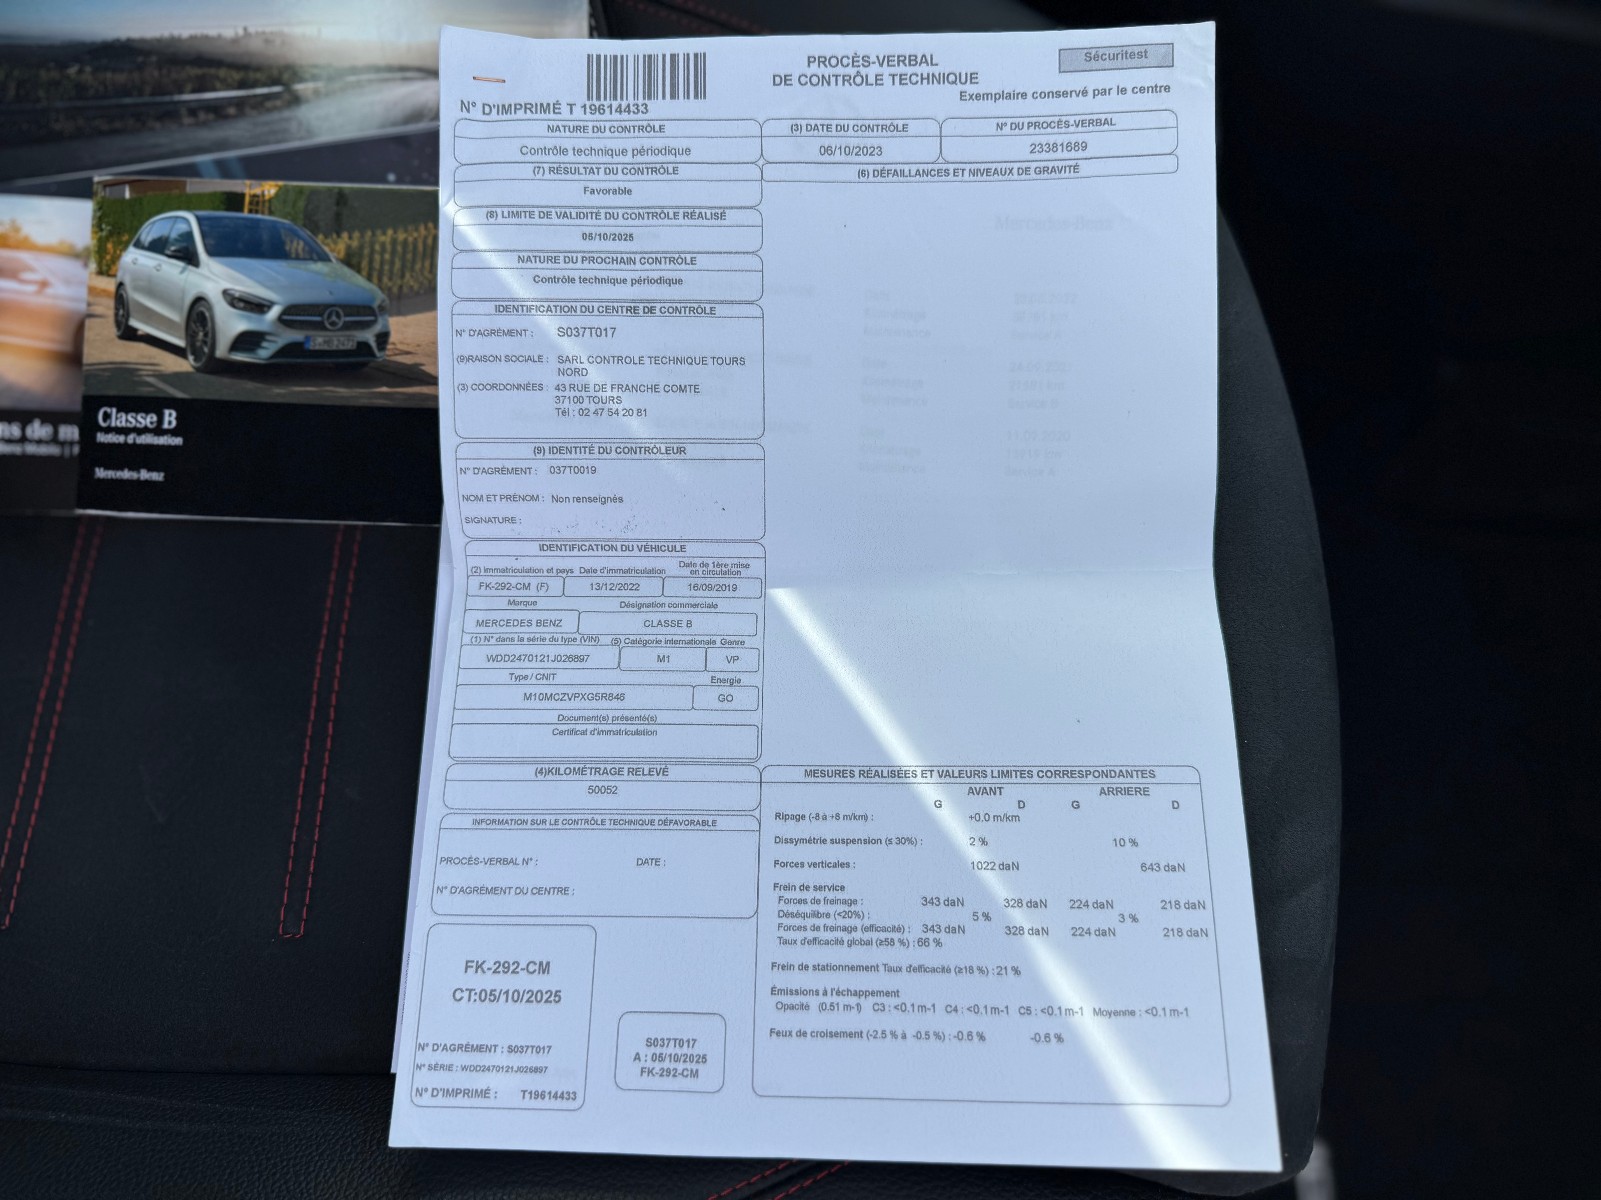 PROCÈS-VERBAL
DE CONTRÔLE TECHNIQUE
Sécuritest
Exemplaire conservé par le centre
N° D'IMPRIMÉ T 19614433
NATURE DU CONTRÔLE
Contrôle technique périodique
(3) DATE DU CONTRÔLE
06/10/2023
N° DU PROCÈS-VERBAL
23381689
(7) RÉSULTAT DU CONTRÔLE
Favorable
(6) DÉFAILLANCES ET NIVEAUX DE GRAVITÉ
(8) LIMITE DE VALIDITÉ DU CONTRÔLE RÉALISÉ
05/10/2025
NATURE DU PROCHAIN CONTRÔLE
Contrôle technique périodique
IDENTIFICATION DU CENTRE DE CONTRÔLE
N° D'AGRÉMENT : S037T017
(9)RAISON SOCIALE : SARL CONTROLE TECHNIQUE TOURS
NORD
(3) COORDONNÉES : 43 RUE DE FRANCHE COMTE
37100 TOURS
Tél : 02 47 54 20 81
(9) IDENTITÉ DU CONTRÔLEUR
N° D'AGRÉMENT : 037T0019
NOM ET PRÉNOM : Non renseignés
SIGNATURE :
IDENTIFICATION DU VÉHICULE
(2) Immatriculation et pays Date d'immatriculation Date de 1ère mise
en circulation
FK-292-CM (F) 13/12/2022 16/09/2019
Marque Désignation commerciale
MERCEDES BENZ CLASSE B
(1) N° dans la série du type (VIN) (5) Catégorie internationale Genre
WDD2470121J026897 M1 VP
Type / CNIT Energie
M10MCZVPXG5R846 GO
Document(s) présenté(s)
Certificat d'immatriculation
(4)KILOMÉTRAGE RELEVÉ
50052
INFORMATION SUR LE CONTRÔLE TECHNIQUE DÉFAVORABLE
PROCÈS-VERBAL N° : DATE :
N° D'AGRÉMENT DU CENTRE :
FK-292-CM
CT:05/10/2025
N° D'AGRÉMENT : S037T017
N° SÉRIE : WDD2470121J026897
N° D'IMPRIMÉ : T19614433
S037T017
A : 05/10/2025
FK-292-CM
MESURES RÉALISÉES ET VALEURS LIMITES CORRESPONDANTES
AVANT ARRIERE
G D G D
Ripage (-8 à +8 m/km) : +0.0 m/km
Dissymétrie suspension (≤ 30%) : 2 % 10 %
Forces verticales : 1022 daN 643 daN
Frein de service
Forces de freinage : 343 daN 328 daN 224 daN 218 daN
Déséquilibre (<20%) : 5 % 3 %
Forces de freinage (efficacité) : 343 daN 328 daN 224 daN 218 daN
Taux d'efficacité global (≥58 %) : 66 %
Frein de stationnement Taux d'efficacité (≥18 %) : 21 %
Émissions à l'échappement
Opacité (0.51 m-1) C3 : <0.1 m-1 C4 : <0.1 m-1 C5 : <0.1 m-1 Moyenne : <0.1 m-1
Feux de croisement (-2.5 % à -0.5 %) : -0.6 % -0.6 %
Classe B
Notice d'utilisation
Mercedes-Benz